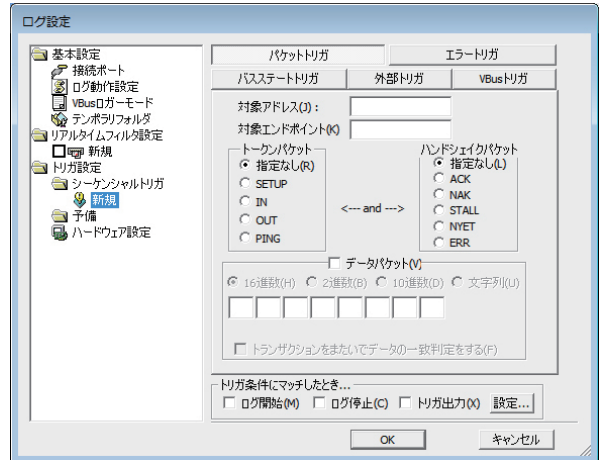 ログ設定
基本設定
接続ポート
ログ動作設定
VBusロガーモード
テンポラリフォルダ
リアルタイムフィルタ設定
新規
トリガ設定
シーケンシャルトリガ
新規
予備
ハードウェア設定
パケットトリガ
エラートリガ
バスステートトリガ
外部トリガ
VBusトリガ
対象アドレス(J):
対象エンドポイント(K)
トークンパケット
指定なし(R)
SETUP
IN
OUT
PING
<--- and --->
ハンドシェイクパケット
指定なし(L)
ACK
NAK
STALL
NYET
ERR
データパケット(V)
16進数(H) 2進数(B) 10進数(D) 文字列(U)
トランザクションをまたいでデータの一致判定をする(F)
トリガ条件にマッチしたとき...
ログ開始(M) ログ停止(C) トリガ出力(X) 設定...
OK キャンセル